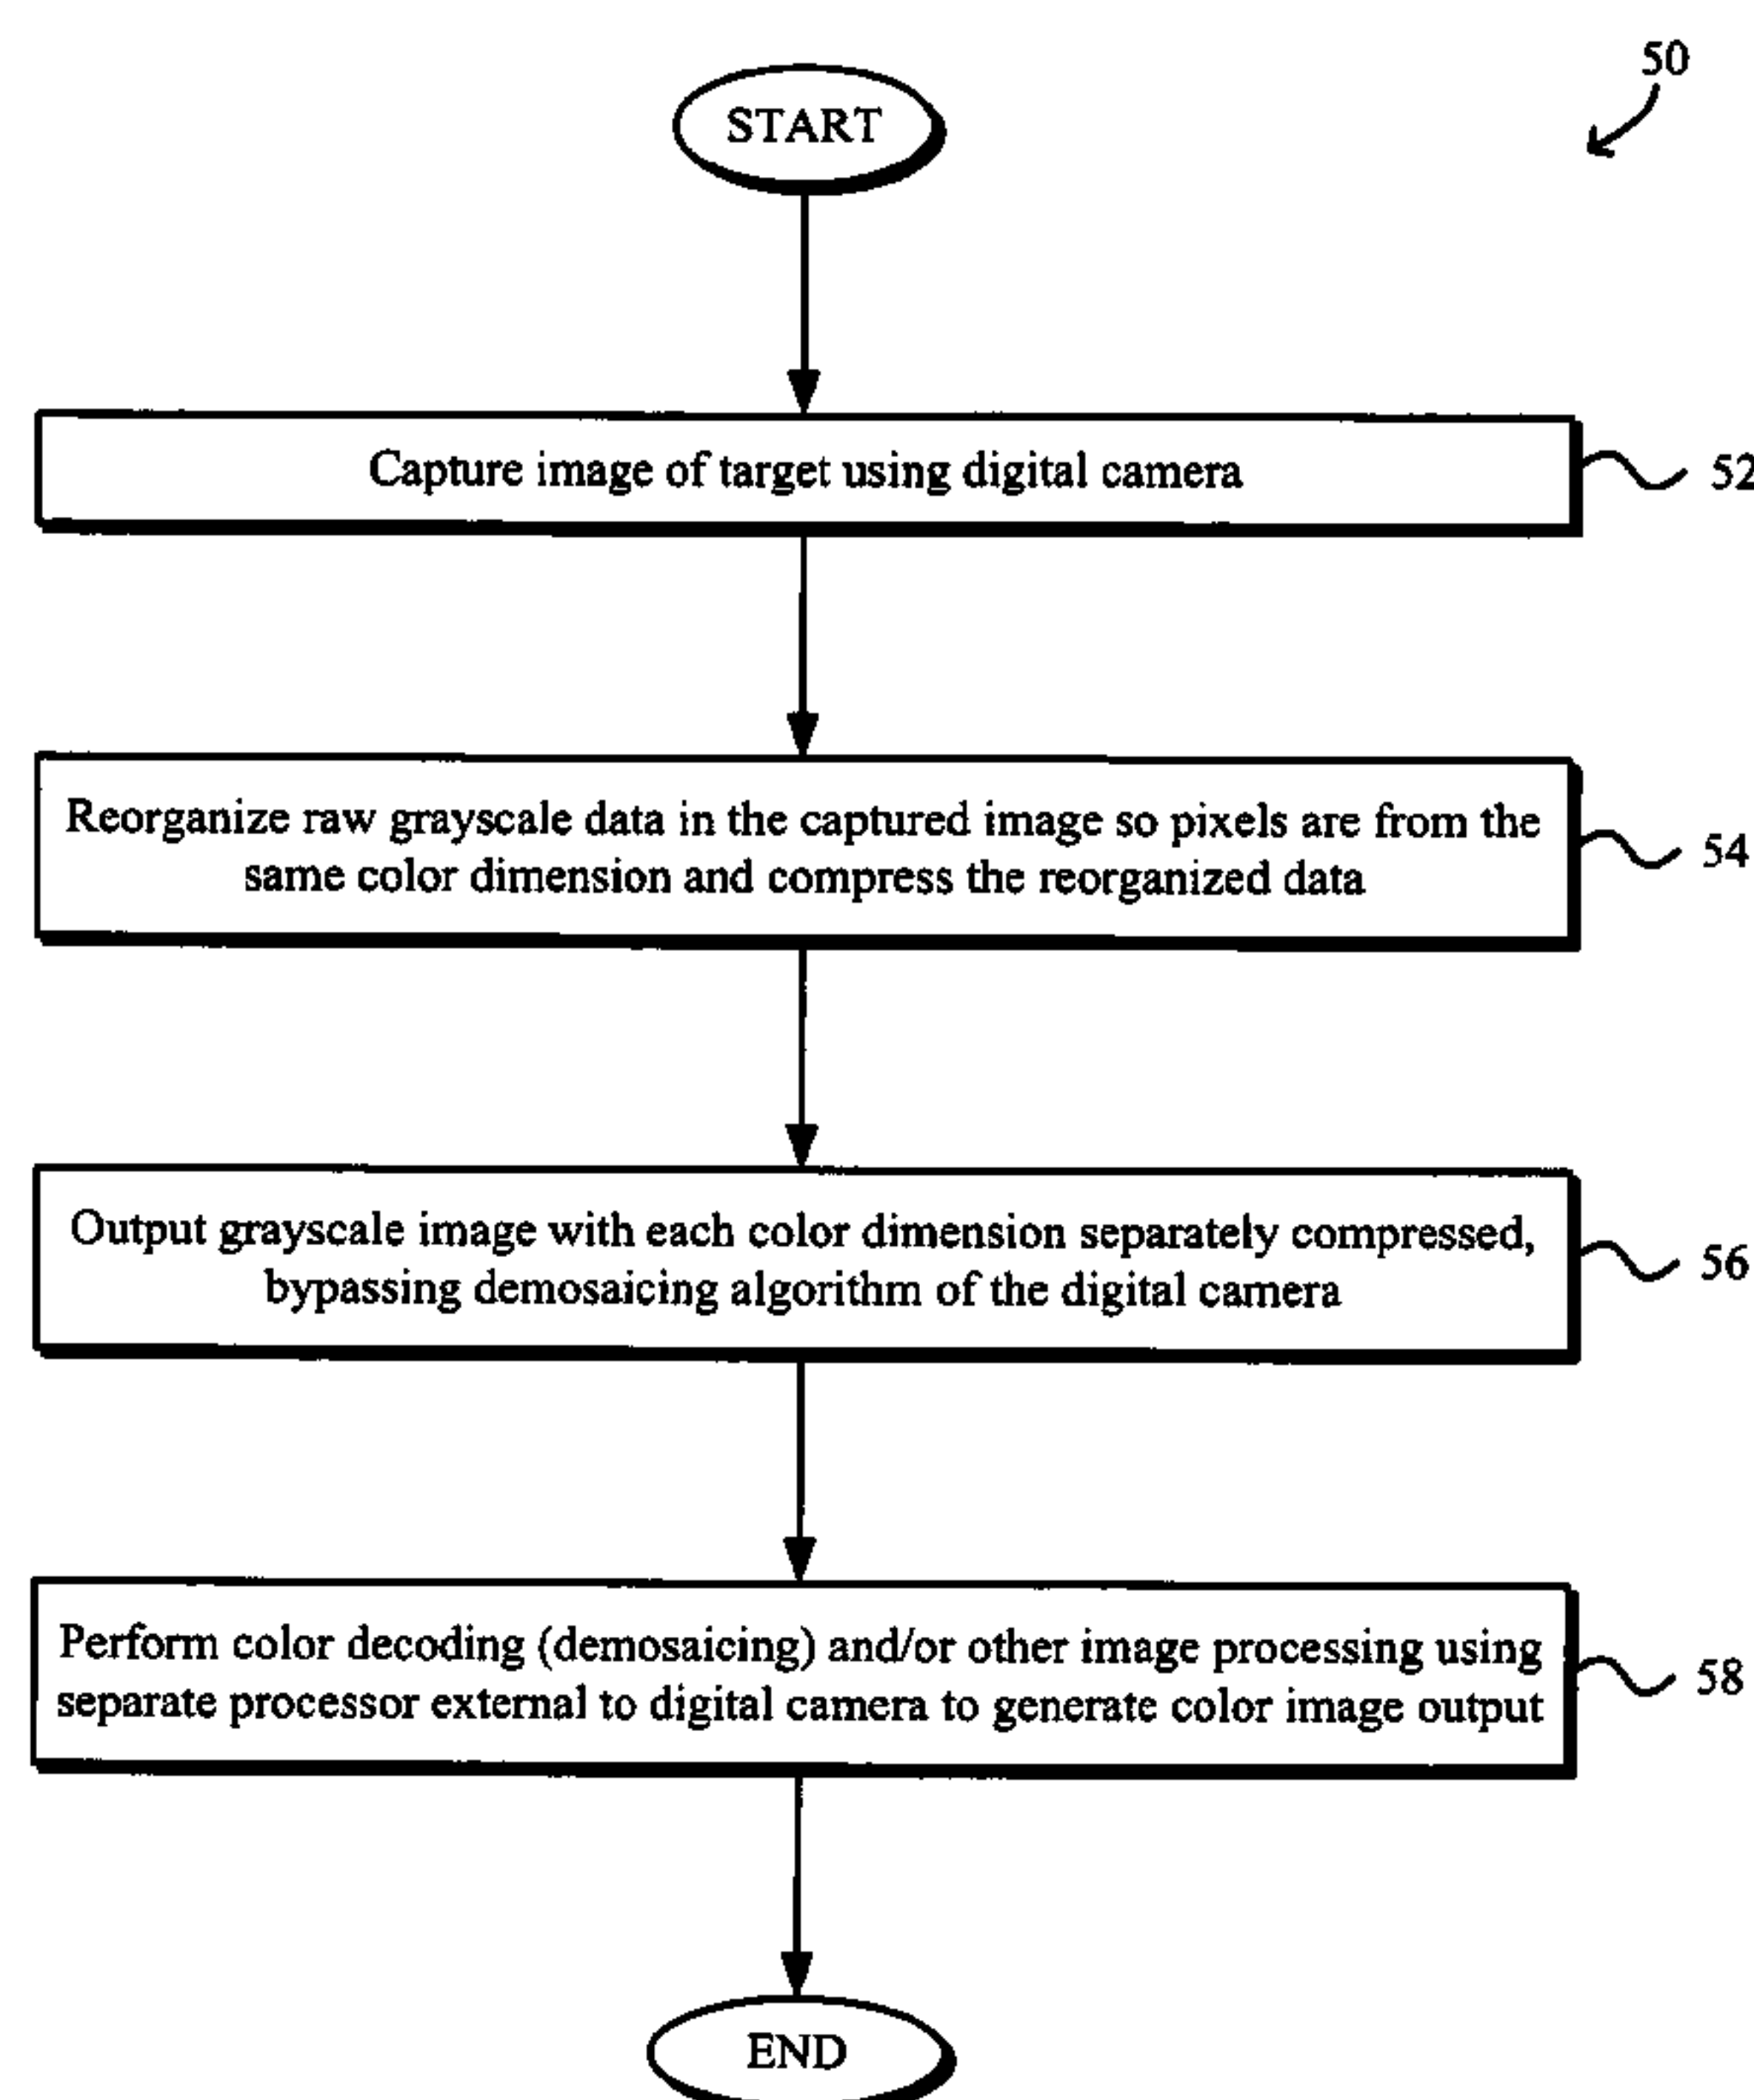 50
START
Capture image of target using digital camera
52
Reorganize raw grayscale data in the captured image so pixels are from the
same color dimension and compress the reorganized data
54
Output grayscale image with each color dimension separately compressed,
bypassing demosaicing algorithm of the digital camera
56
Perform color decoding (demosaicing) and/or other image processing using
separate processor external to digital camera to generate color image output
58
END